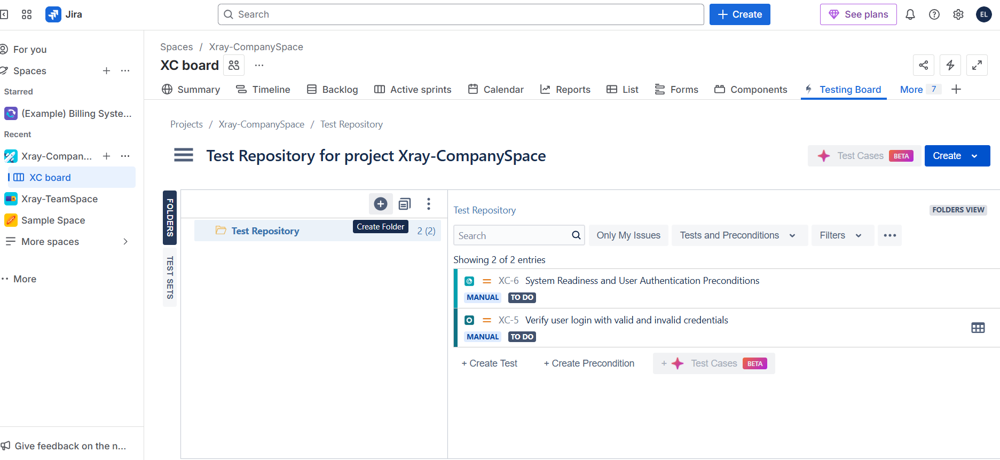 Jira
Search
Create
See plans
EL
For you
Spaces
Starred
(Example) Billing Syste...
Recent
Xray-Compan...
XC board
Xray-TeamSpace
Sample Space
More spaces
More
Give feedback on the n...
Spaces / Xray-CompanySpace
XC board
Summary Timeline Backlog Active sprints Calendar Reports List Forms Components Testing Board More 7
Projects / Xray-CompanySpace / Test Repository
Test Repository for project Xray-CompanySpace
Test Cases BETA
Create
FOLDERS
TEST SETS
Create Folder
Test Repository 2 (2)
Test Repository
FOLDERS VIEW
Search Only My Issues Tests and Preconditions Filters
Showing 2 of 2 entries
XC-6 System Readiness and User Authentication Preconditions
MANUAL TO DO
XC-5 Verify user login with valid and invalid credentials
MANUAL TO DO
+ Create Test + Create Precondition + Test Cases BETA